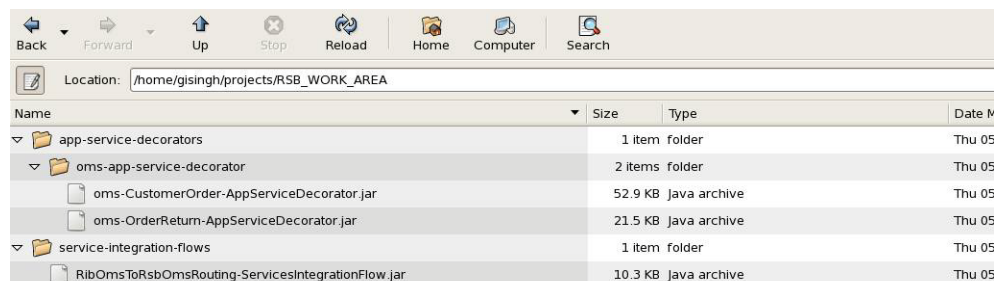 Back Forward Up Stop Reload Home Computer Search
Location: /home/gisingh/projects/RSB_WORK_AREA
Name Size Type Date M
app-service-decorators 1 item folder Thu 05
oms-app-service-decorator 2 items folder Thu 05
oms-CustomerOrder-AppServiceDecorator.jar 52.9 KB Java archive Thu 05
oms-OrderReturn-AppServiceDecorator.jar 21.5 KB Java archive Thu 05
service-integration-flows 1 item folder Thu 05
RibOmsToRsbOmsRouting-ServicesIntegrationFlow.jar 10.3 KB Java archive Thu 05